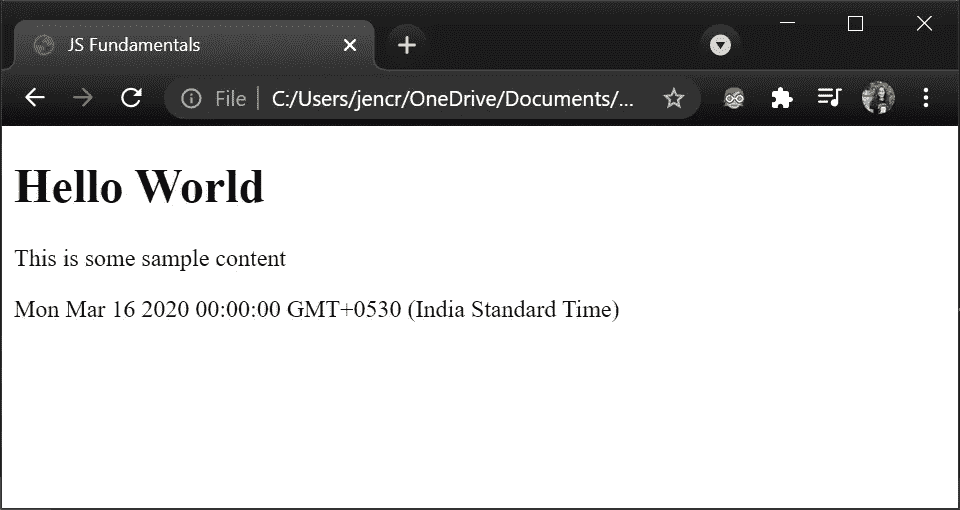 JS Fundamentals
File C:/Users/jencr/OneDrive/Documents/...
Hello World
This is some sample content
Mon Mar 16 2020 00:00:00 GMT+0530 (India Standard Time)